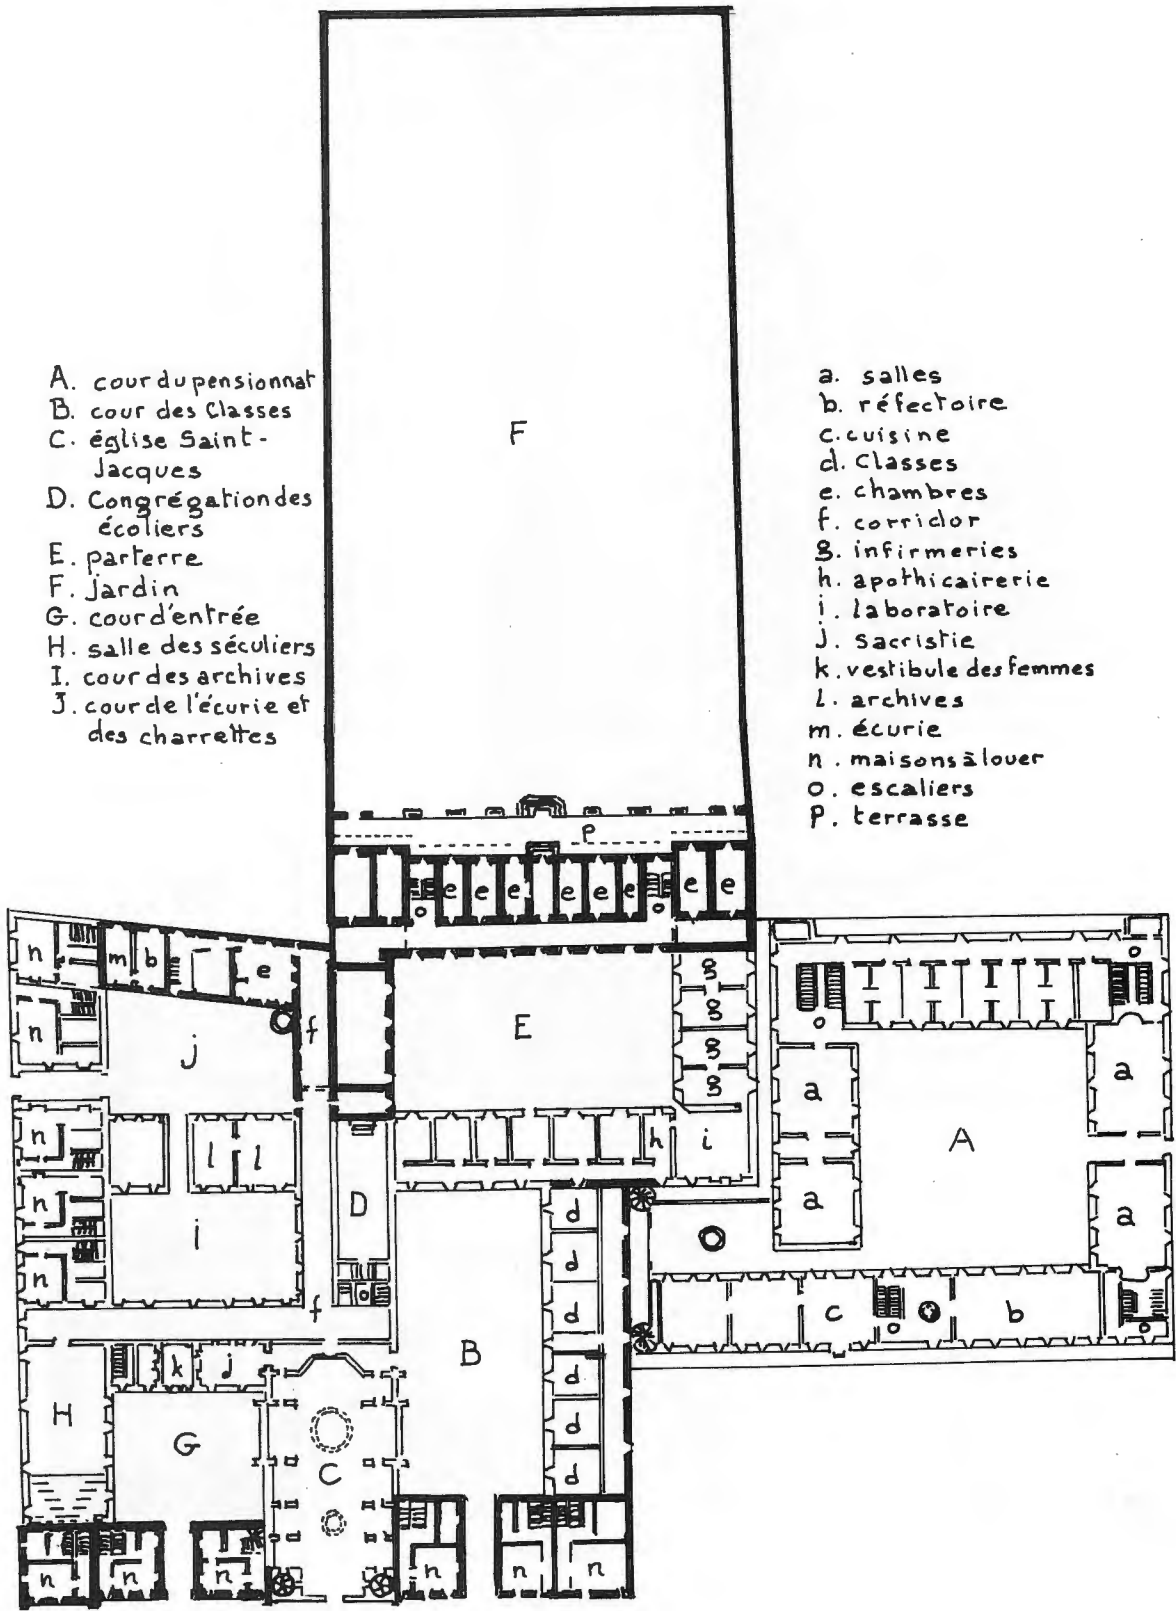 A. cour du pensionnat
B. cour des Classes
C. église Saint-
Jacques
D. Congrégation des
écoliers
E. parterre
F. jardin
G. cour d'entrée
H. salle des séculiers
I. cour des archives
J. cour de l'écurie et
des charrettes
a. salles
b. réfectoire
c. cuisine
d. Classes
e. chambres
f. corridor
g. infirmeries
h. apothicairerie
i. laboratoire
j. Sacristie
k. vestibule des femmes
l. archives
m. écurie
n. maisons à louer
o. escaliers
P. terrasse
F
P
e e e e e e e e
o o
n m b e
g
o
n
f
E
g
o
j
g
a a
g
n
h i
A
l l
n
D
d
a a
i
d
n
o
d
f
c o b o
B
k j
d
H
G
d
C
d
n n n n n n